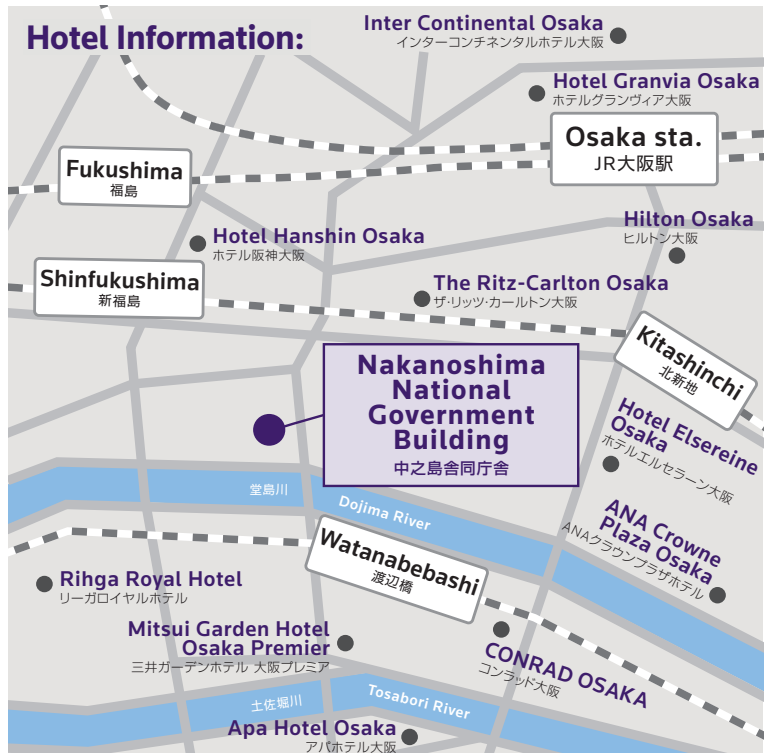 Hotel Information:
Inter Continental Osaka
インターコンチネンタルホテル大阪
Hotel Granvia Osaka
ホテルグランヴィア大阪
Osaka sta.
JR大阪駅
Fukushima
福島
Hotel Hanshin Osaka
ホテル阪神大阪
Hilton Osaka
ヒルトン大阪
Shinfukushima
新福島
The Ritz-Carlton Osaka
ザ・リッツ・カールトン大阪
Kitashinchi
北新地
Nakanoshima
National
Government
Building
中之島舎同庁舎
Hotel Elsereine
Osaka
ホテルエルセラーン大阪
堂島川
Dojima River
ANA Crowne
Plaza Osaka
ANAクラウンプラザホテル
Watanabebashi
渡辺橋
Rihga Royal Hotel
リーガロイヤルホテル
Mitsui Garden Hotel
Osaka Premier
三井ガーデンホテル 大阪プレミア
CONRAD OSAKA
コンラッド大阪
土佐堀川
Tosabori River
Apa Hotel Osaka
アパホテル大阪